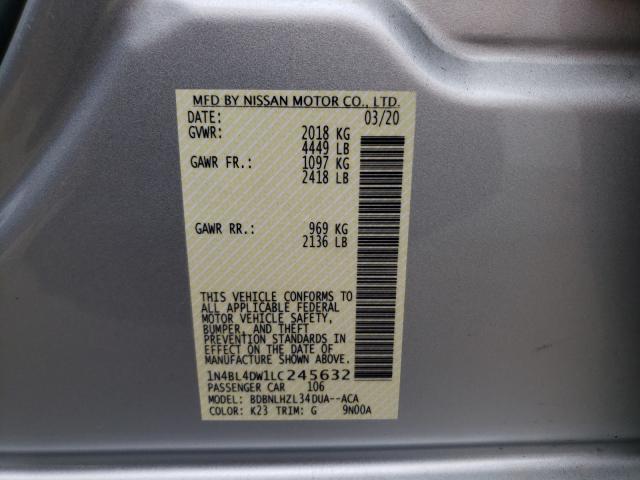 MFD BY NISSAN MOTOR CO., LTD.
DATE: 03/20
GVWR: 2018 KG
4449 LB
GAWR FR.: 1097 KG
2418 LB
GAWR RR.: 969 KG
2136 LB
THIS VEHICLE CONFORMS TO
ALL APPLICABLE FEDERAL
MOTOR VEHICLE SAFETY,
BUMPER, AND THEFT
PREVENTION STANDARDS IN
EFFECT ON THE DATE OF
MANUFACTURE SHOWN ABOVE.
1N4BL4DW1LC245632
PASSENGER CAR 106
MODEL: BDBNLHZL34DUA--ACA
COLOR: K23 TRIM: G 9N00A